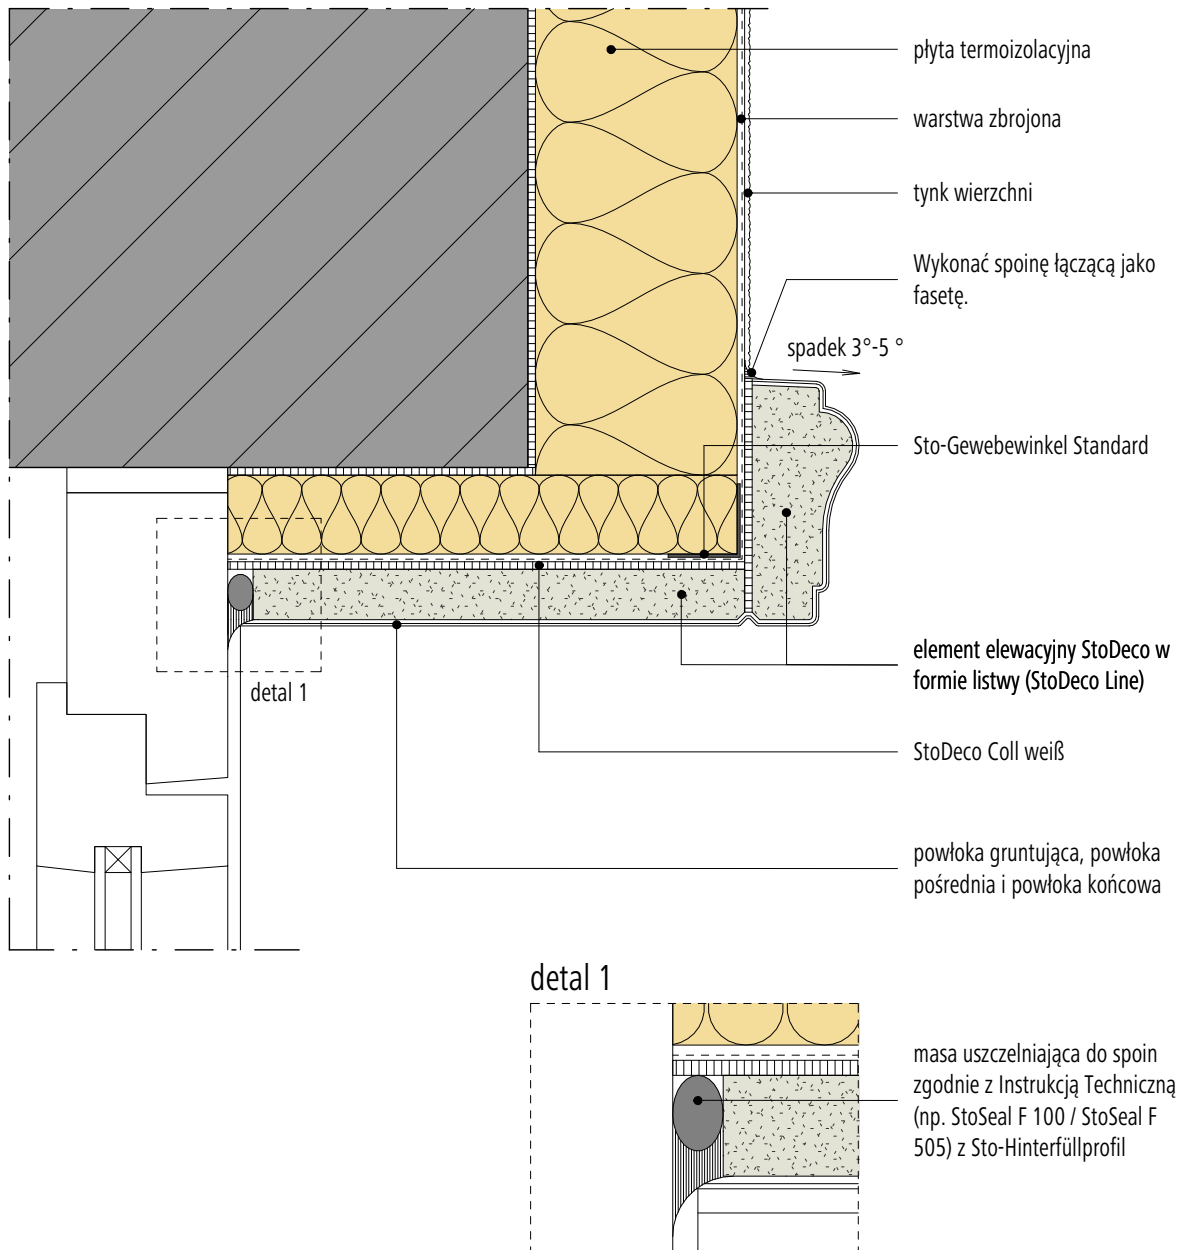 płyta termoizolacyjna
warstwa zbrojona
tynk wierzchni
Wykonać spoinę łączącą jako
fasetę.
spadek 3°-5 °
Sto-Gewebewinkel Standard
element elewacyjny StoDeco w
formie listwy (StoDeco Line)
detal 1
StoDeco Coll weiß
powłoka gruntująca, powłoka
pośrednia i powłoka końcowa
detal 1
masa uszczelniająca do spoin
zgodnie z Instrukcją Techniczną
(np. StoSeal F 100 / StoSeal F
505) z Sto-Hinterfüllprofil